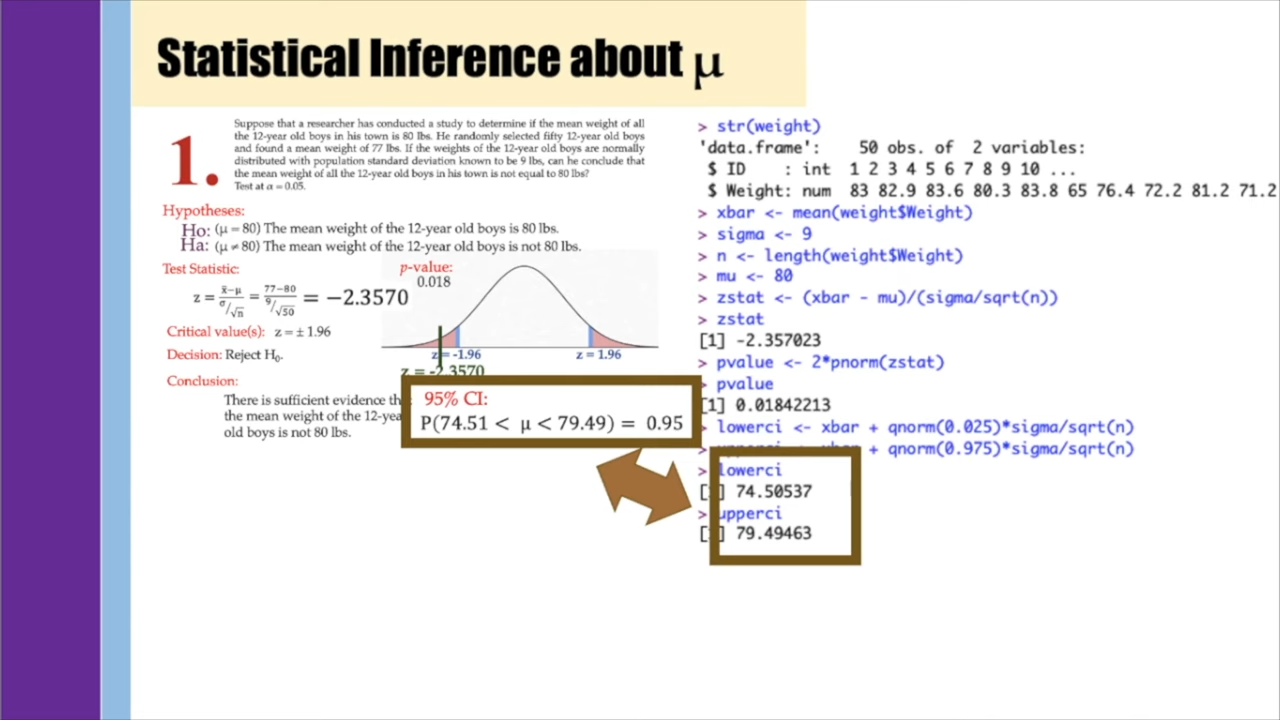 Statistical Inference about μ
1.
Suppose that a researcher has conducted a study to determine if the mean weight of all
the 12-year old boys in his town is 80 lbs. He randomly selected fifty 12-year old boys
and found a mean weight of 77 lbs. If the weights of the 12-year old boys are normally
distributed with population standard deviation known to be 9 lbs, can he conclude that
the mean weight of all the 12-year old boys in his town is not equal to 80 lbs?
Test at α = 0.05.
Hypotheses:
Ho: (μ = 80) The mean weight of the 12-year old boys is 80 lbs.
Ha: (μ ≠ 80) The mean weight of the 12-year old boys is not 80 lbs.
Test Statistic:
z = x̄−μ / σ/√n = 77−80 / 9/√50 = −2.3570
p-value:
0.018
Critical value(s): z = ± 1.96
Decision: Reject H₀.
z = -1.96
z = 1.96
z = -2.3570
Conclusion:
There is sufficient evidence th
the mean weight of the 12-yea
old boys is not 80 lbs.
95% CI:
P(74.51 < μ < 79.49) = 0.95
> str(weight)
'data.frame': 50 obs. of 2 variables:
$ ID : int 1 2 3 4 5 6 7 8 9 10 ...
$ Weight: num 83 82.9 83.6 80.3 83.8 65 76.4 72.2 81.2 71.2
> xbar <- mean(weight$Weight)
> sigma <- 9
> n <- length(weight$Weight)
> mu <- 80
> zstat <- (xbar - mu)/(sigma/sqrt(n))
> zstat
[1] -2.357023
> pvalue <- 2*pnorm(zstat)
> pvalue
[1] 0.01842213
> lowerci <- xbar + qnorm(0.025)*sigma/sqrt(n)
> upperci <- xbar + qnorm(0.975)*sigma/sqrt(n)
> lowerci
[1] 74.50537
> upperci
[1] 79.49463